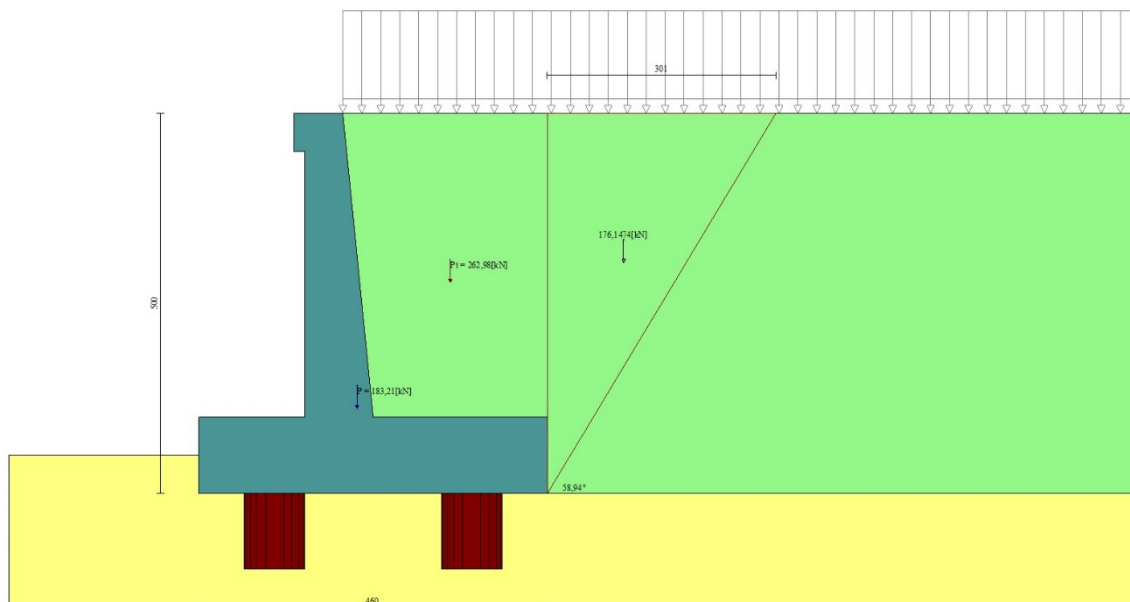 301
176,1474[kN]
Pt = 262,98[kN]
500
P = 183,21[kN]
58,94°
460